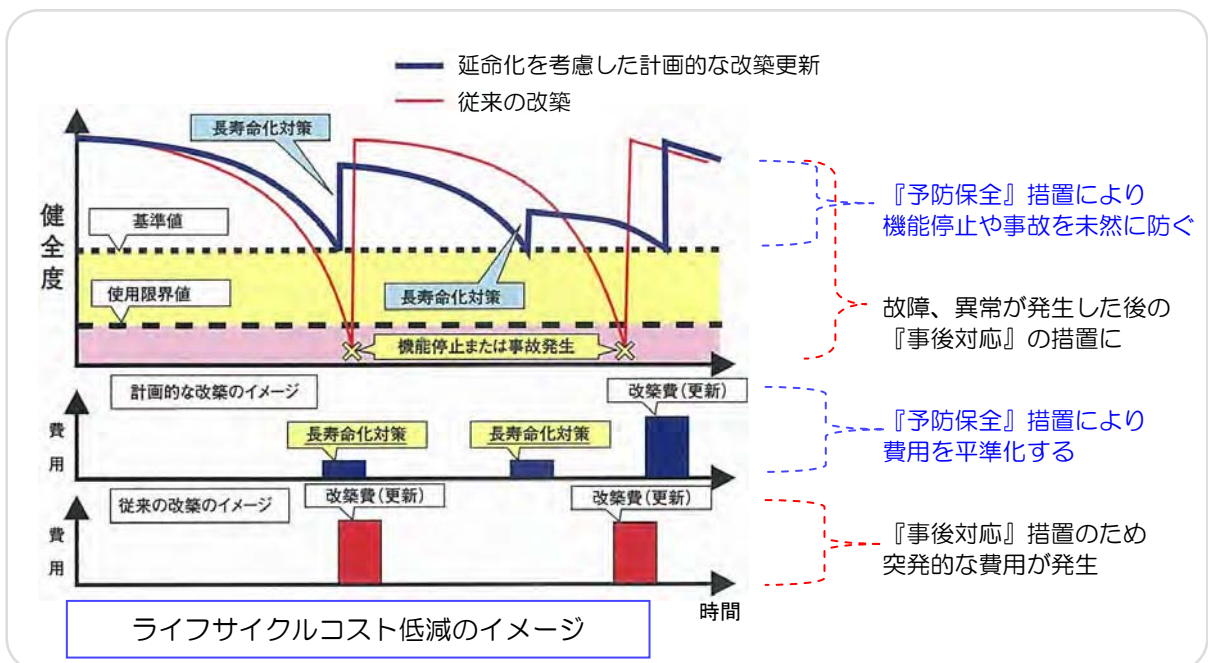 延命化を考慮した計画的な改築更新
従来の改築
長寿命化対策
健全度
基準値
使用限界値
長寿命化対策
機能停止または事故発生
『予防保全』措置により
機能停止や事故を未然に防ぐ
故障、異常が発生した後の
『事後対応』の措置に
計画的な改築のイメージ
改築費(更新)
費用
長寿命化対策
長寿命化対策
『予防保全』措置により
費用を平準化する
従来の改築のイメージ
改築費(更新)
改築費(更新)
費用
『事後対応』措置のため
突発的な費用が発生
時間
ライフサイクルコスト低減のイメージ